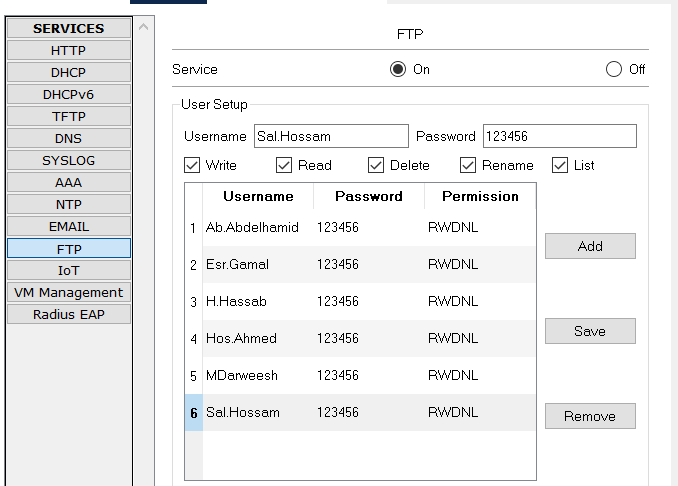 SERVICES
HTTP
DHCP
DHCPv6
TFTP
DNS
SYSLOG
AAA
NTP
EMAIL
FTP
IoT
VM Management
Radius EAP
FTP
Service On Off
User Setup
Username Sal.Hossam Password 123456
Write Read Delete Rename List
Username Password Permission
1 Ab.Abdelhamid 123456 RWDNL
2 Esr.Gamal 123456 RWDNL
3 H.Hassab 123456 RWDNL
4 Hos.Ahmed 123456 RWDNL
5 MDarweesh 123456 RWDNL
6 Sal.Hossam 123456 RWDNL
Add
Save
Remove